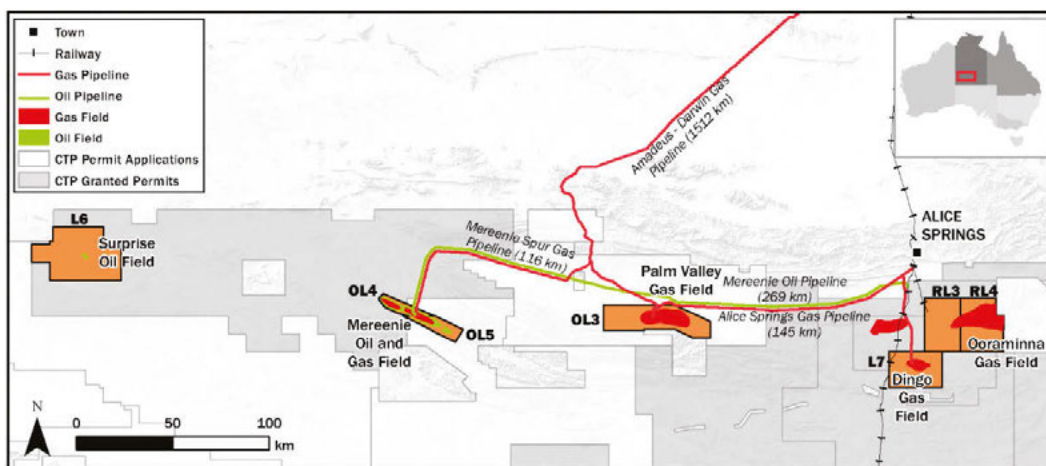 Town
Railway
Gas Pipeline
Oil Pipeline
Gas Field
Oil Field
CTP Permit Applications
CTP Granted Permits
Amadeus - Darwin Gas
Pipeline (1512 km)
ALICE
SPRINGS
L6
Surprise
Oil Field
Mereenie Spur Gas
Pipeline (116 km)
Palm Valley
Gas Field
Mereenie Oil Pipeline
(269 km)
Alice Springs Gas Pipeline
(145 km)
OL4
OL5
Mereenie
Oil and
Gas Field
OL3
RL3
RL4
Ooraminna
Gas Field
L7
Dingo
Gas
Field
N
0
50
100
km